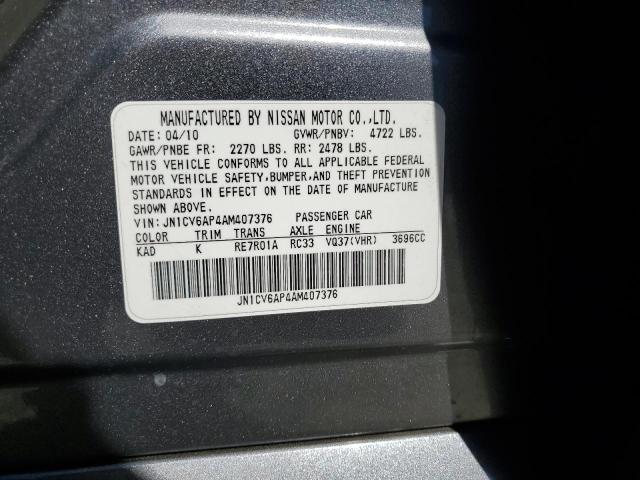 MANUFACTURED BY NISSAN MOTOR CO.,LTD.
DATE: 04/10 GVWR/PNBV: 4722 LBS.
GAWR/PNBE FR: 2270 LBS. RR: 2478 LBS.
THIS VEHICLE CONFORMS TO ALL APPLICABLE FEDERAL
MOTOR VEHICLE SAFETY,BUMPER,AND THEFT PREVENTION
STANDARDS IN EFFECT ON THE DATE OF MANUFACTURE
SHOWN ABOVE.
VIN: JN1CV6AP4AM407376 PASSENGER CAR
COLOR TRIM TRANS AXLE ENGINE
KAD K RE7R01A RC33 VQ37(VHR) 3696CC
JN1CV6AP4AM407376